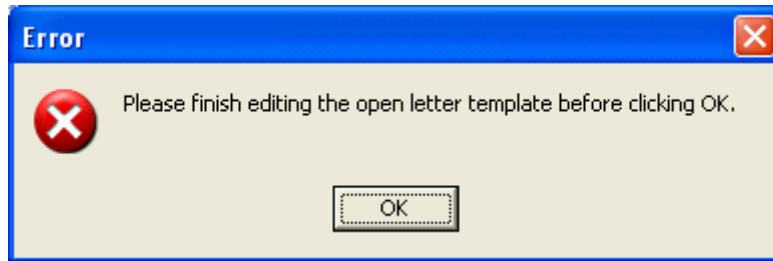 Error
Please finish editing the open letter template before clicking OK.
OK